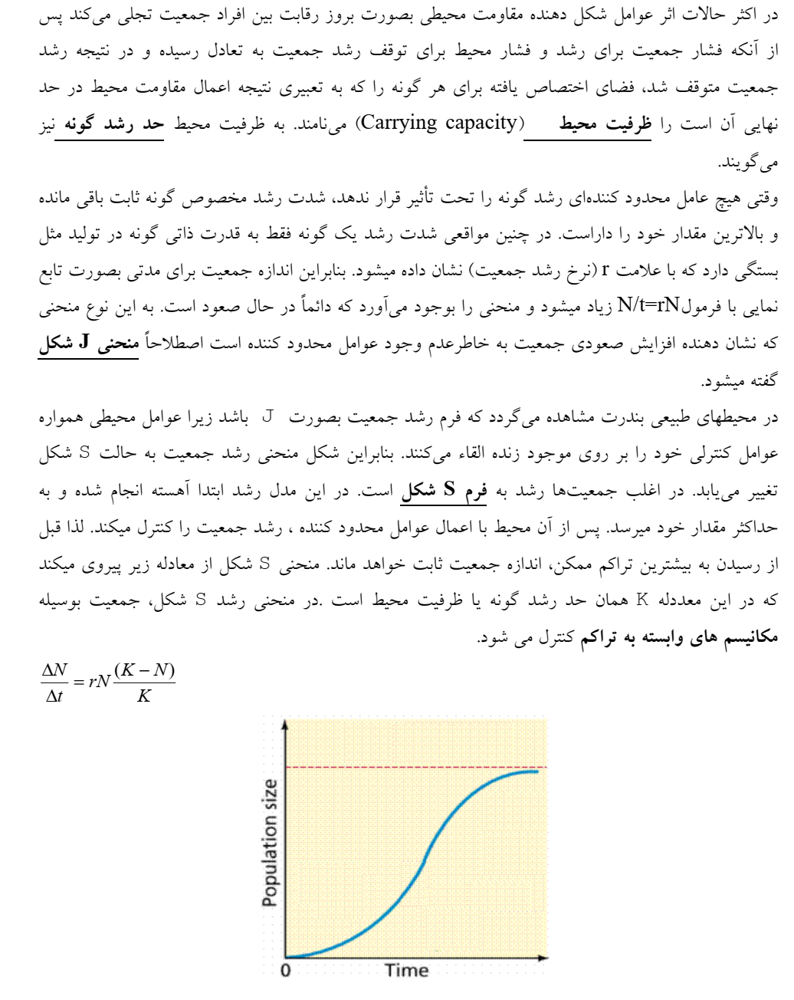 در اکثر حالات اثر عوامل شکل دهنده مقاومت محیطی بصورت بروز رقابت بین افراد جمعیت تجلی می‌کند پس
از آنکه فشار جمعیت برای رشد و فشار محیط برای توقف رشد جمعیت به تعادل رسیده و در نتیجه رشد
جمعیت متوقف شد، فضای اختصاص یافته برای هر گونه را که به تعبیری نتیجه اعمال مقاومت محیط در حد
نهایی آن است را ظرفیت محیط (Carrying capacity) می‌نامند. به ظرفیت محیط حد رشد گونه نیز
می‌گویند.
وقتی هیچ عامل محدود کننده‌ای رشد گونه را تحت تأثیر قرار ندهد، شدت رشد مخصوص گونه ثابت باقی مانده
و بالاترین مقدار خود را داراست. در چنین مواقعی شدت رشد یک گونه فقط به قدرت ذاتی گونه در تولید مثل
بستگی دارد که با علامت r (نرخ رشد جمعیت) نشان داده میشود. بنابراین اندازه جمعیت برای مدتی بصورت تابع
نمایی با فرمول N/t=rN زیاد میشود و منحنی را بوجود می‌آورد که دائماً در حال صعود است. به این نوع منحنی
که نشان دهنده افزایش صعودی جمعیت به خاطرعدم وجود عوامل محدود کننده است اصطلاحاً منحنی J شکل
گفته میشود.
در محیطهای طبیعی بندرت مشاهده می‌گردد که فرم رشد جمعیت بصورت J باشد زیرا عوامل محیطی همواره
عوامل کنترلی خود را بر روی موجود زنده القاء می‌کنند. بنابراین شکل منحنی رشد جمعیت به حالت S شکل
تغییر می‌یابد. در اغلب جمعیت‌ها رشد به فرم S شکل است. در این مدل رشد ابتدا آهسته انجام شده و به
حداکثر مقدار خود میرسد. پس از آن محیط با اعمال عوامل محدود کننده ، رشد جمعیت را کنترل میکند. لذا قبل
از رسیدن به بیشترین تراکم ممکن، اندازه جمعیت ثابت خواهد ماند. منحنی S شکل از معادله زیر پیروی میکند
که در این معددله K همان حد رشد گونه یا ظرفیت محیط است .در منحنی رشد S شکل، جمعیت بوسیله
مکانیسم های وابسته به تراکم کنترل می شود.
ΔN/Δt = rN (K − N)/K
Population size
0 Time